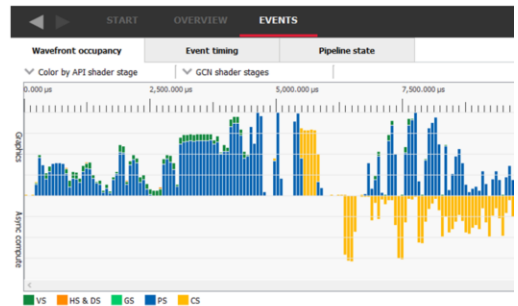 START OVERVIEW EVENTS
Wavefront occupancy Event timing Pipeline state
Color by API shader stage GCN shader stages
0.000 µs 2,500.000 µs 5,000.000 µs 7,500.000 µs
Graphics
Async compute
VS HS & DS GS PS CS